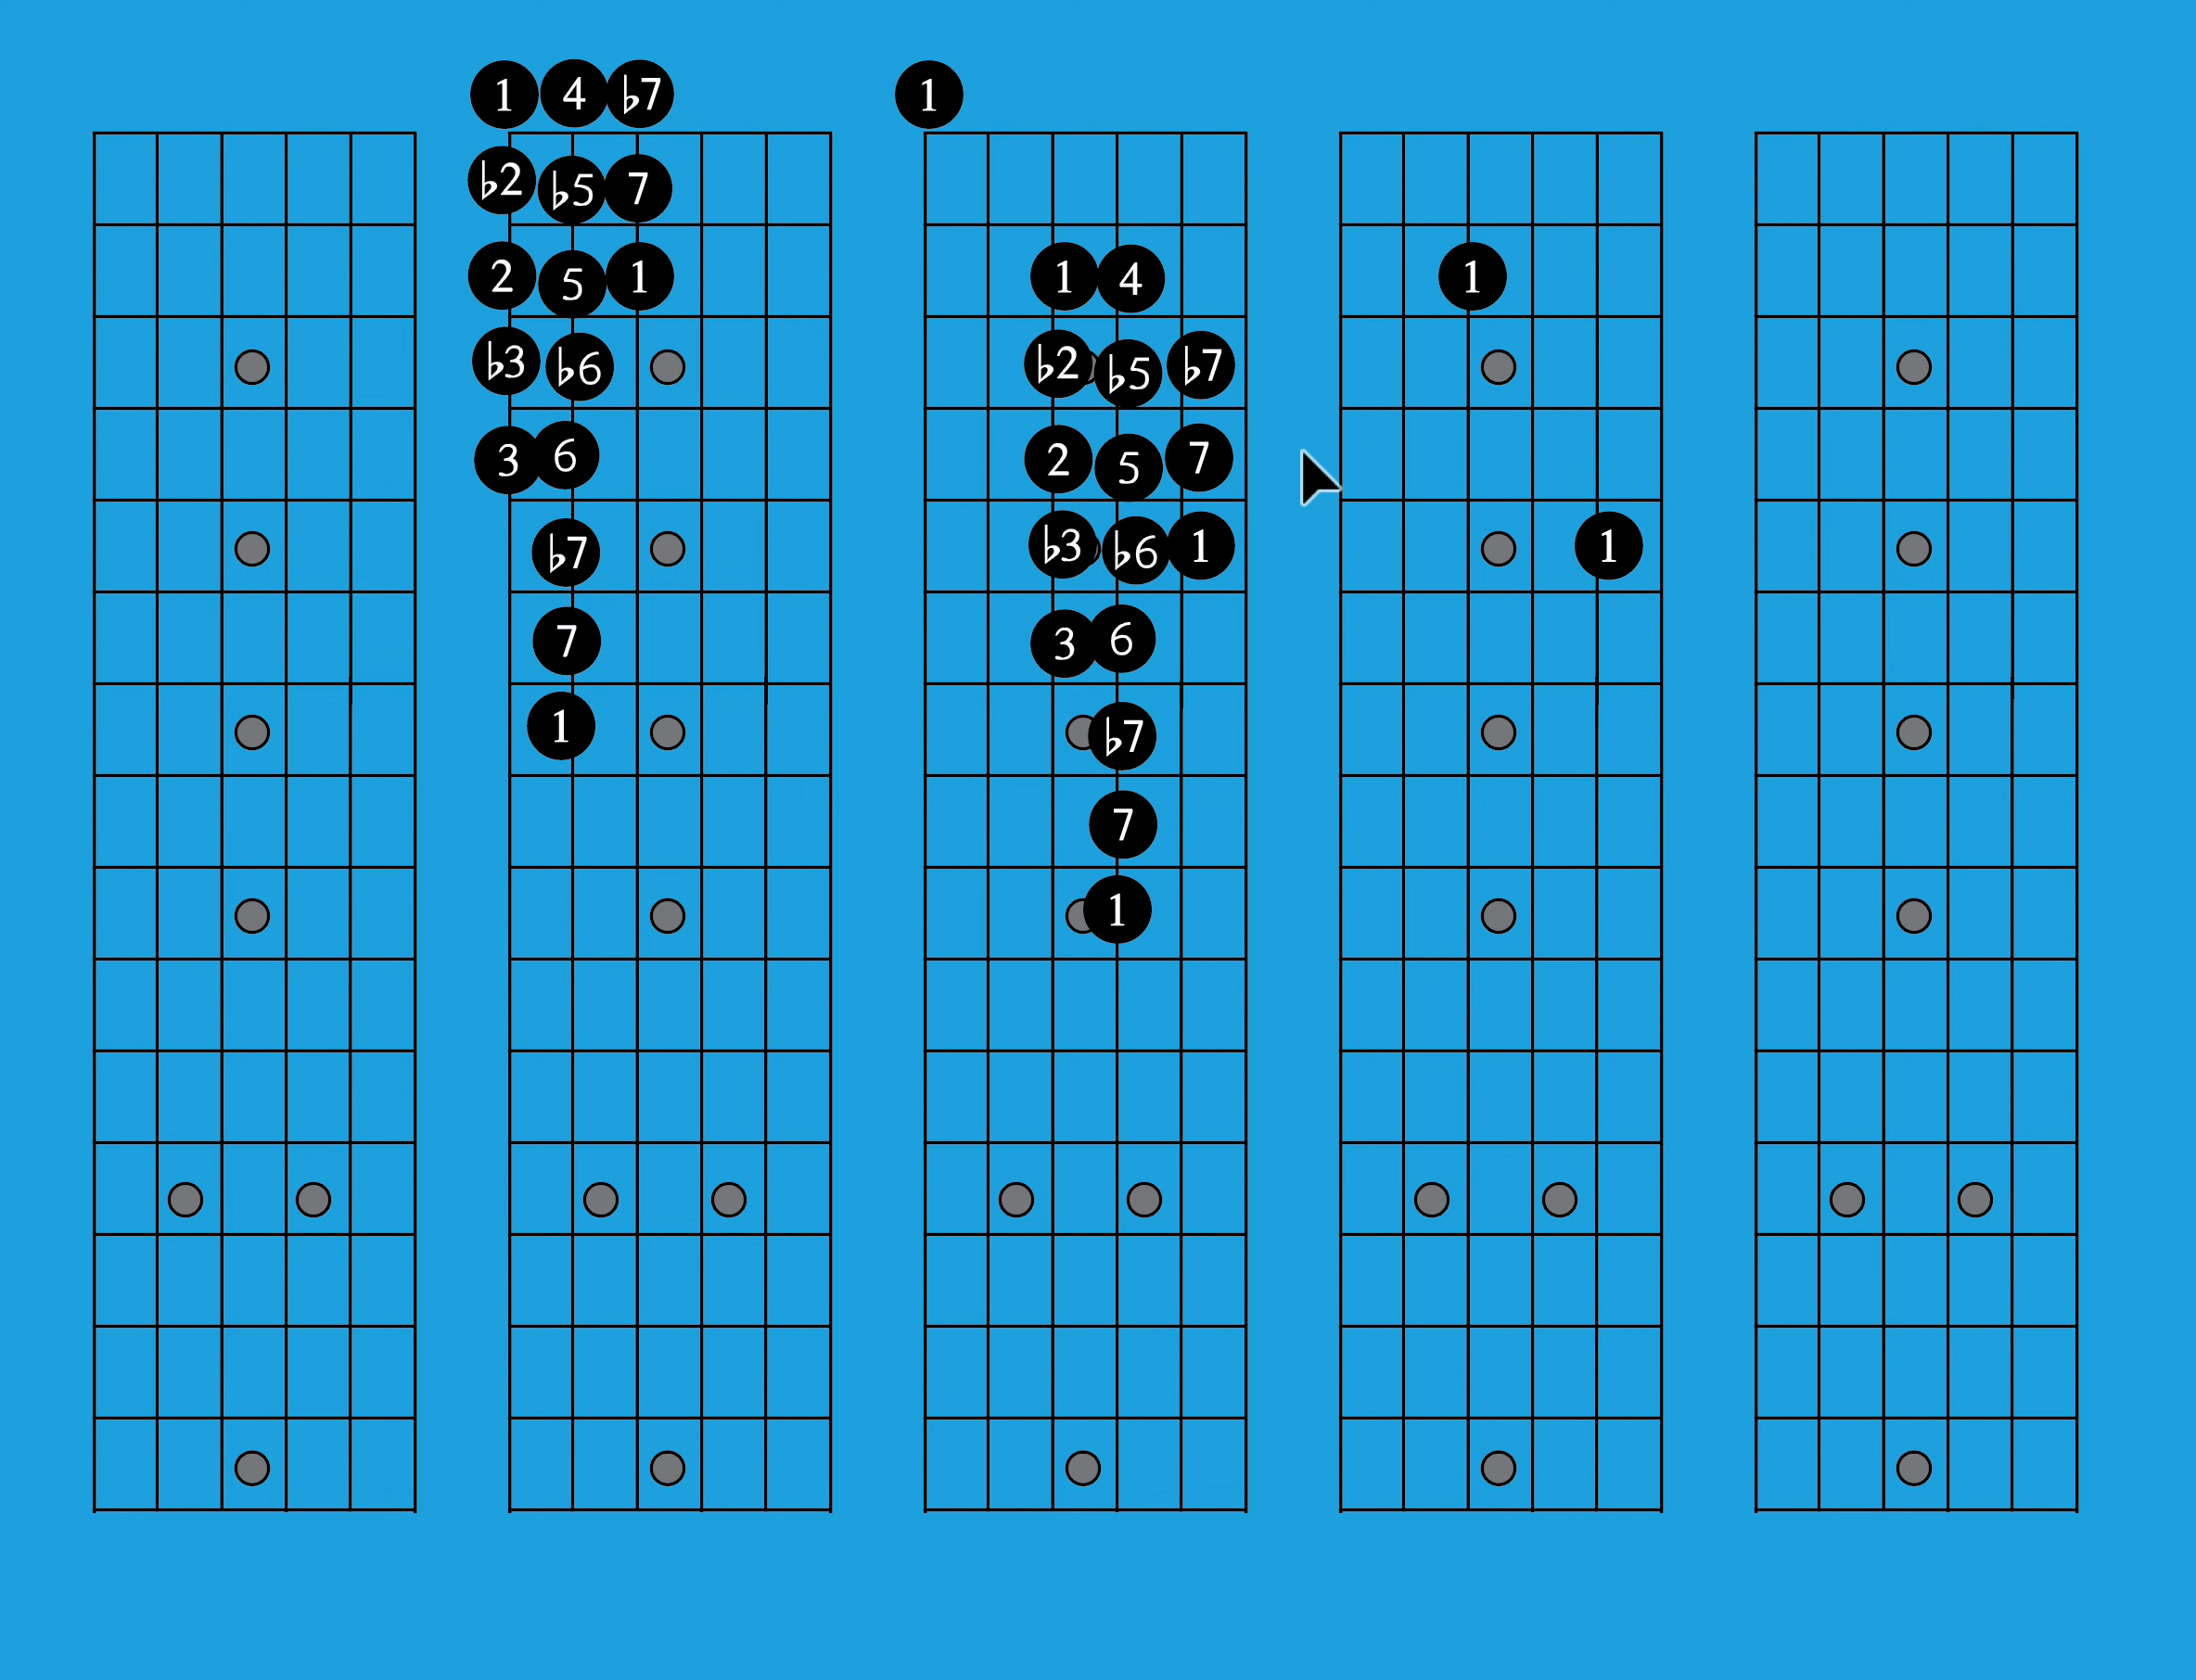 1 4 ♭7 1
♭2 ♭5 7
2 5 1 1 4 1
♭3 ♭6 ♭2 ♭5 ♭7
3 6 2 5 7
♭7 ♭3 ♭6 1 1
7 3 6
1 ♭7
7
1